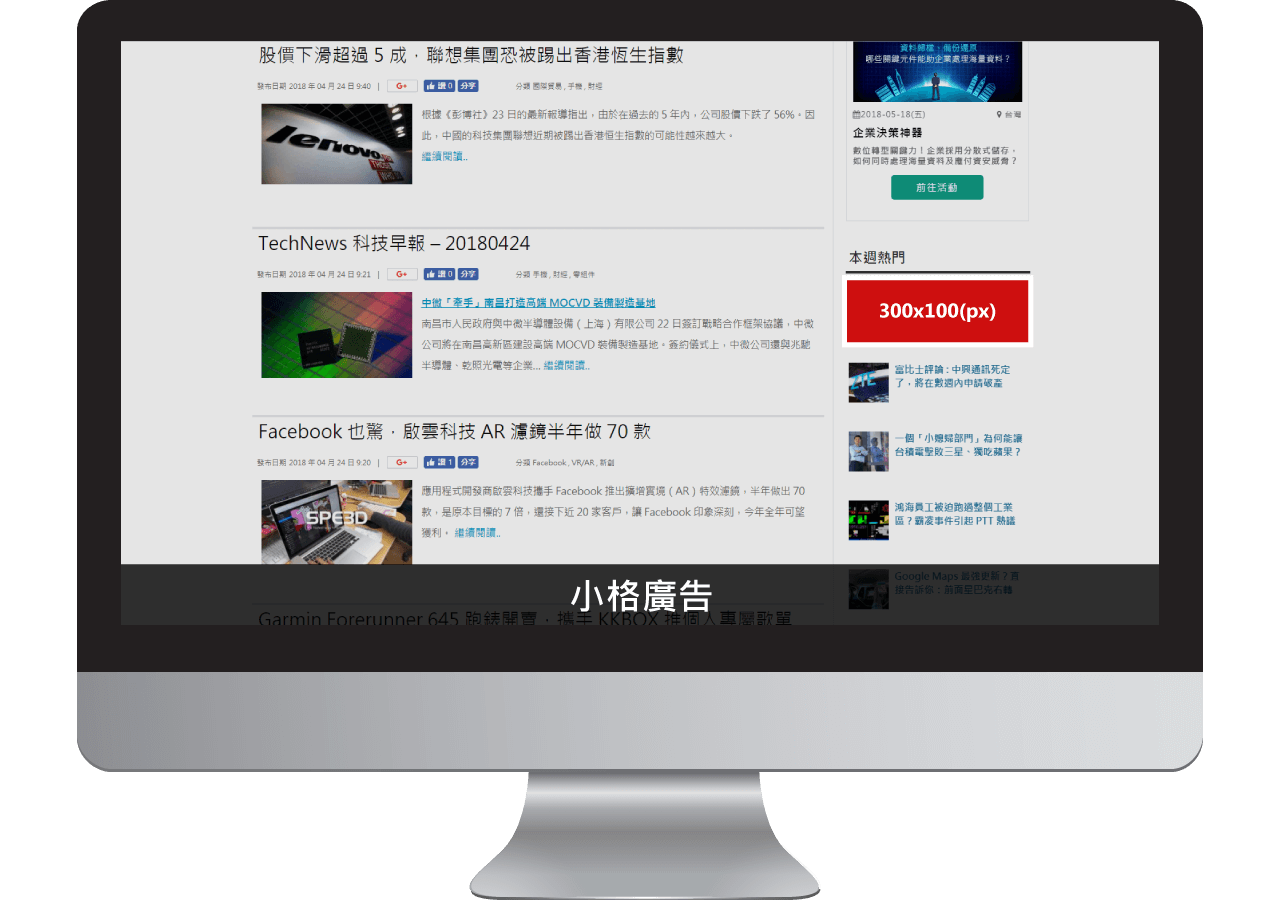 股價下滑超過 5 成，聯想集團恐被踢出香港恆生指數
發布日期 2018 年 04 月 24 日 9:40 | G+ 讚 0 分享 分類 國際貿易, 手機, 財經
lenovo
根據《彭博社》23 日的最新報導指出，由於在過去的 5 年內，公司股價下跌了 56%。因
此，中國的科技集團聯想近期被踢出香港恒生指數的可能性越來越大。
繼續閱讀..
TechNews 科技早報 – 20180424
發布日期 2018 年 04 月 24 日 9:21 | G+ 讚 0 分享 分類 手機, 財經, 零組件
中微「牽手」南昌打造高端 MOCVD 裝備製造基地
南昌市人民政府與中微半導體設備（上海）有限公司 22 日簽訂戰略合作框架協議，中微
公司將在南昌高新區建設高端 MOCVD 裝備製造基地。簽約儀式上，中微公司還與兆馳
半導體、乾照光電等企業... 繼續閱讀..
Facebook 也驚，啟雲科技 AR 濾鏡半年做 70 款
發布日期 2018 年 04 月 24 日 9:20 | G+ 讚 1 分享 分類 Facebook, VR/AR, 新創
SPE3D
應用程式開發商啟雲科技攜手 Facebook 推出擴增實境（AR）特效濾鏡，半年做出 70
款，是原本目標的 7 倍，還接下近 20 家客戶，讓 Facebook 印象深刻，今年全年可望
獲利。 繼續閱讀..
Garmin Forerunner 645 跑錶開賣，攜手 KKBOX 推個人專屬歌單
資料歸檔、備份還原
哪些關鍵元件能助企業處理海量資料？
2018-05-18(五) 台灣
企業決策神器
數位轉型關鍵力！企業採用分散式儲存，
如何同時處理海量資料及應付資安威脅？
前往活動
本週熱門
300x100(px)
ZTE
富比士評論：中興通訊死定
了，將在數週內申請破產
一個「小媳婦部門」為何能讓
台積電擊敗三星、獨吃蘋果？
鴻海員工被迫跑過整個工業
區？霸凌事件引起 PTT 熱議
Google Maps 最強更新？直
接告訴你：前面星巴克右轉
小格廣告